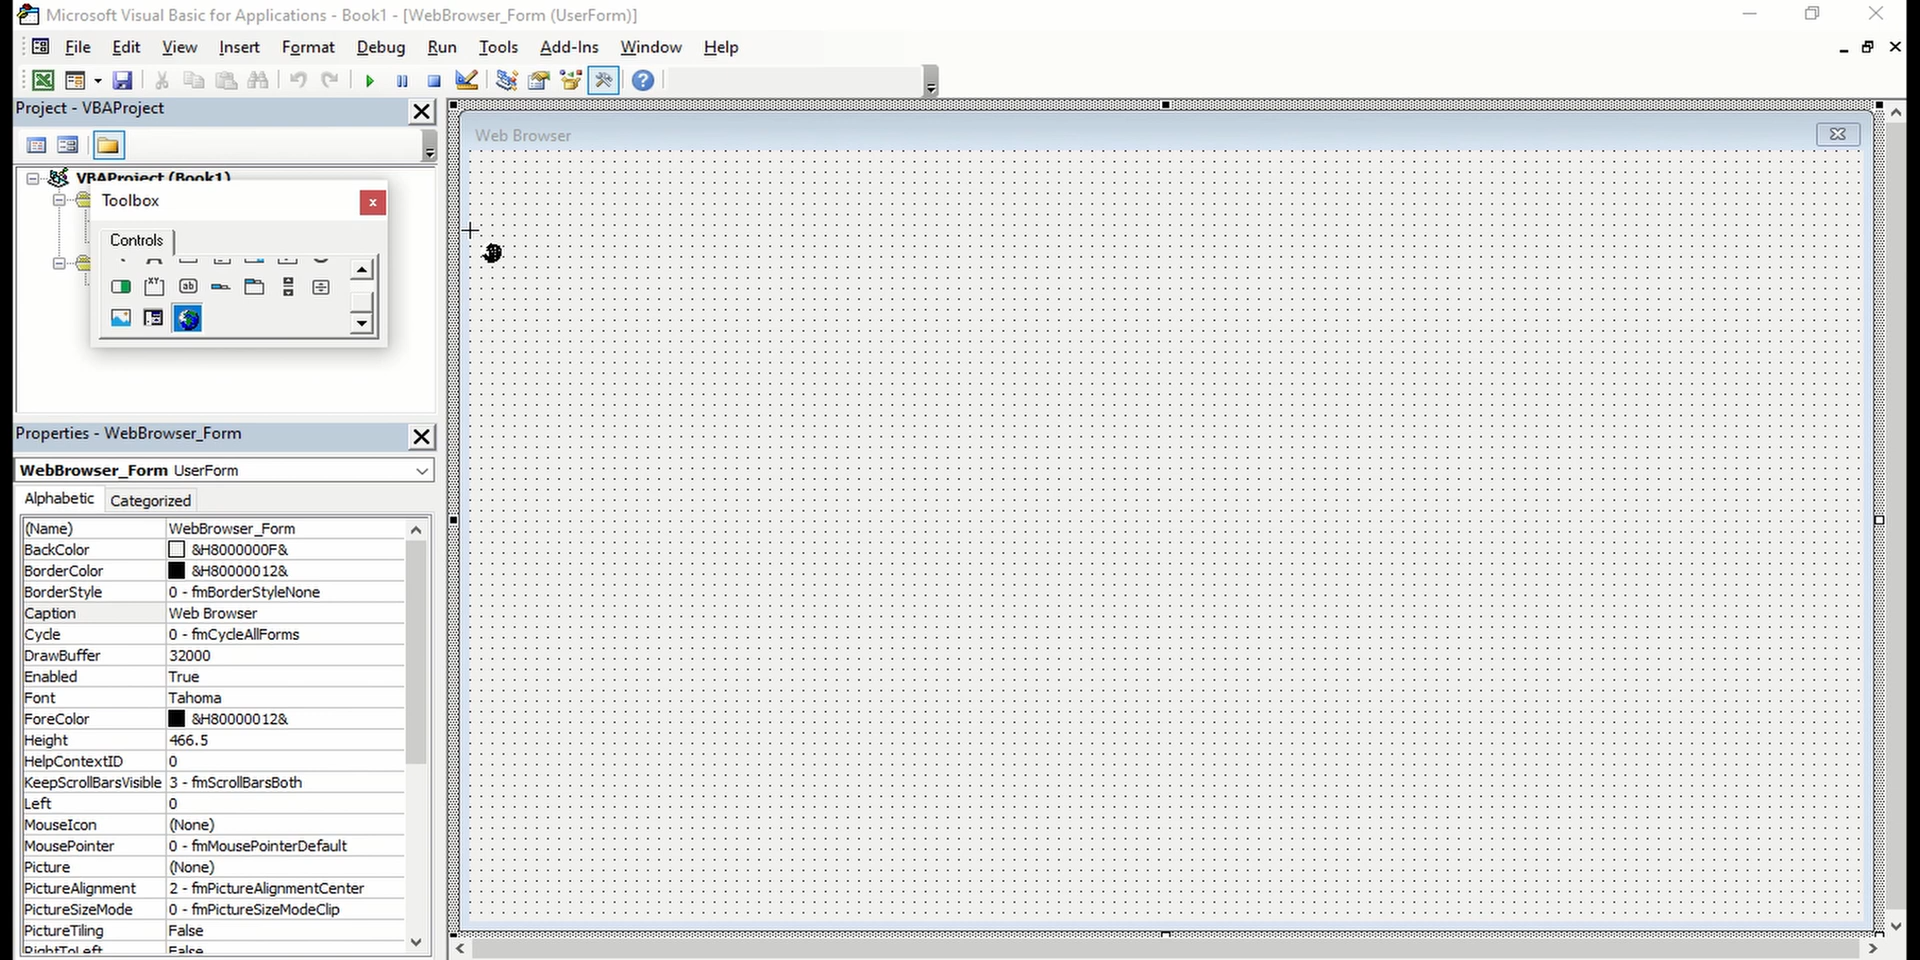 Microsoft Visual Basic for Applications - Book1 - [WebBrowser_Form (UserForm)]
File Edit View Insert Format Debug Run Tools Add-Ins Window Help
Project - VBAProject
VBAProject (Book1)
Toolbox
Controls
Web Browser
Properties - WebBrowser_Form
WebBrowser_Form UserForm
Alphabetic Categorized
(Name) WebBrowser_Form
BackColor &H8000000F&
BorderColor &H80000012&
BorderStyle 0 - fmBorderStyleNone
Caption Web Browser
Cycle 0 - fmCycleAllForms
DrawBuffer 32000
Enabled True
Font Tahoma
ForeColor &H80000012&
Height 466.5
HelpContextID 0
KeepScrollBarsVisible 3 - fmScrollBarsBoth
Left 0
MouseIcon (None)
MousePointer 0 - fmMousePointerDefault
Picture (None)
PictureAlignment 2 - fmPictureAlignmentCenter
PictureSizeMode 0 - fmPictureSizeModeClip
PictureTiling False
RightToLeft False